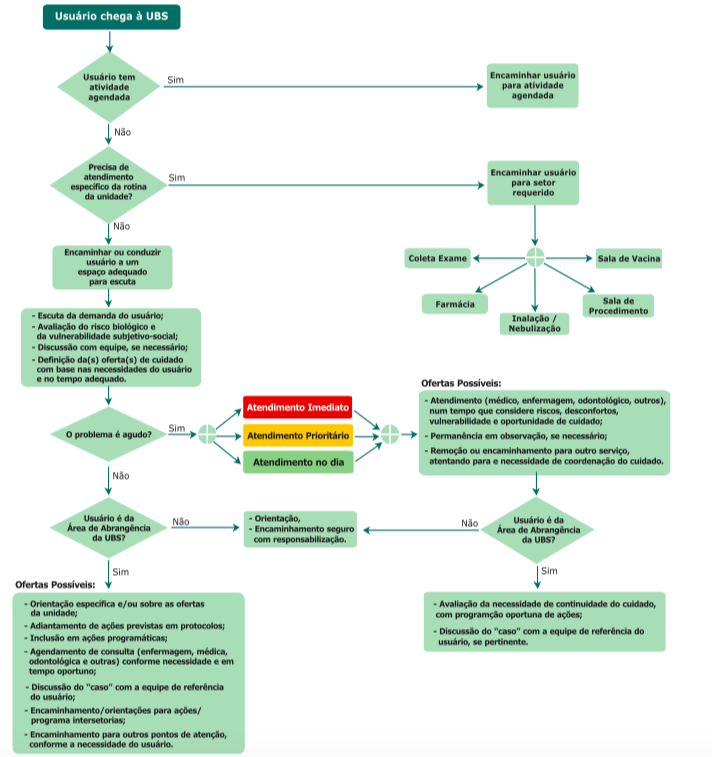 Usuário chega à UBS
Usuário tem
atividade
agendada
Sim
Encaminhar usuário
para atividade
agendada
Não
Precisa de
atendimento
específico da rotina
da unidade?
Sim
Encaminhar usuário
para setor
requerido
Não
Encaminhar ou conduzir
usuário a um
espaço adequado
para escuta
Coleta Exame
Sala de Vacina
Farmácia
Inalação /
Nebulização
Sala de
Procedimento
- Escuta da demanda do usuário;
- Avaliação do risco biológico e
da vulnerabilidade subjetivo-social;
- Discussão com equipe, se necessário;
- Definição da(s) oferta(s) de cuidado
com base nas necessidades do usuário
e no tempo adequado.
O problema é agudo?
Sim
Atendimento Imediato
Atendimento Prioritário
Atendimento no dia
Ofertas Possíveis:
- Atendimento (médico, enfermagem, odontológico, outros),
num tempo que considere riscos, desconfortos,
vulnerabilidade e oportunidade de cuidado;
- Permanência em observação, se necessário;
- Remoção ou encaminhamento para outro serviço,
atentando para e necessidade de coordenação do cuidado.
Não
Usuário é da
Área de Abrangência
da UBS?
Não
- Orientação,
- Encaminhamento seguro
com responsabilização.
Não
Usuário é da
Área de Abrangência
da UBS?
Sim
Sim
Ofertas Possíveis:
- Orientação específica e/ou sobre as ofertas
da unidade;
- Adiantamento de ações previstas em protocolos;
- Inclusão em ações programáticas;
- Agendamento de consulta (enfermagem, médica,
odontológica e outras) conforme necessidade e em
tempo oportuno;
- Discussão do "caso" com a equipe de referência
do usuário;
- Encaminhamento/orientações para ações/
programa intersetorias;
- Encaminhamento para outros pontos de atenção,
conforme a necessidade do usuário.
- Avaliação da necessidade de continuidade do cuidado,
com programção oportuna de ações;
- Discussão do "caso" com a equipe de referência do
usuário, se pertinente.